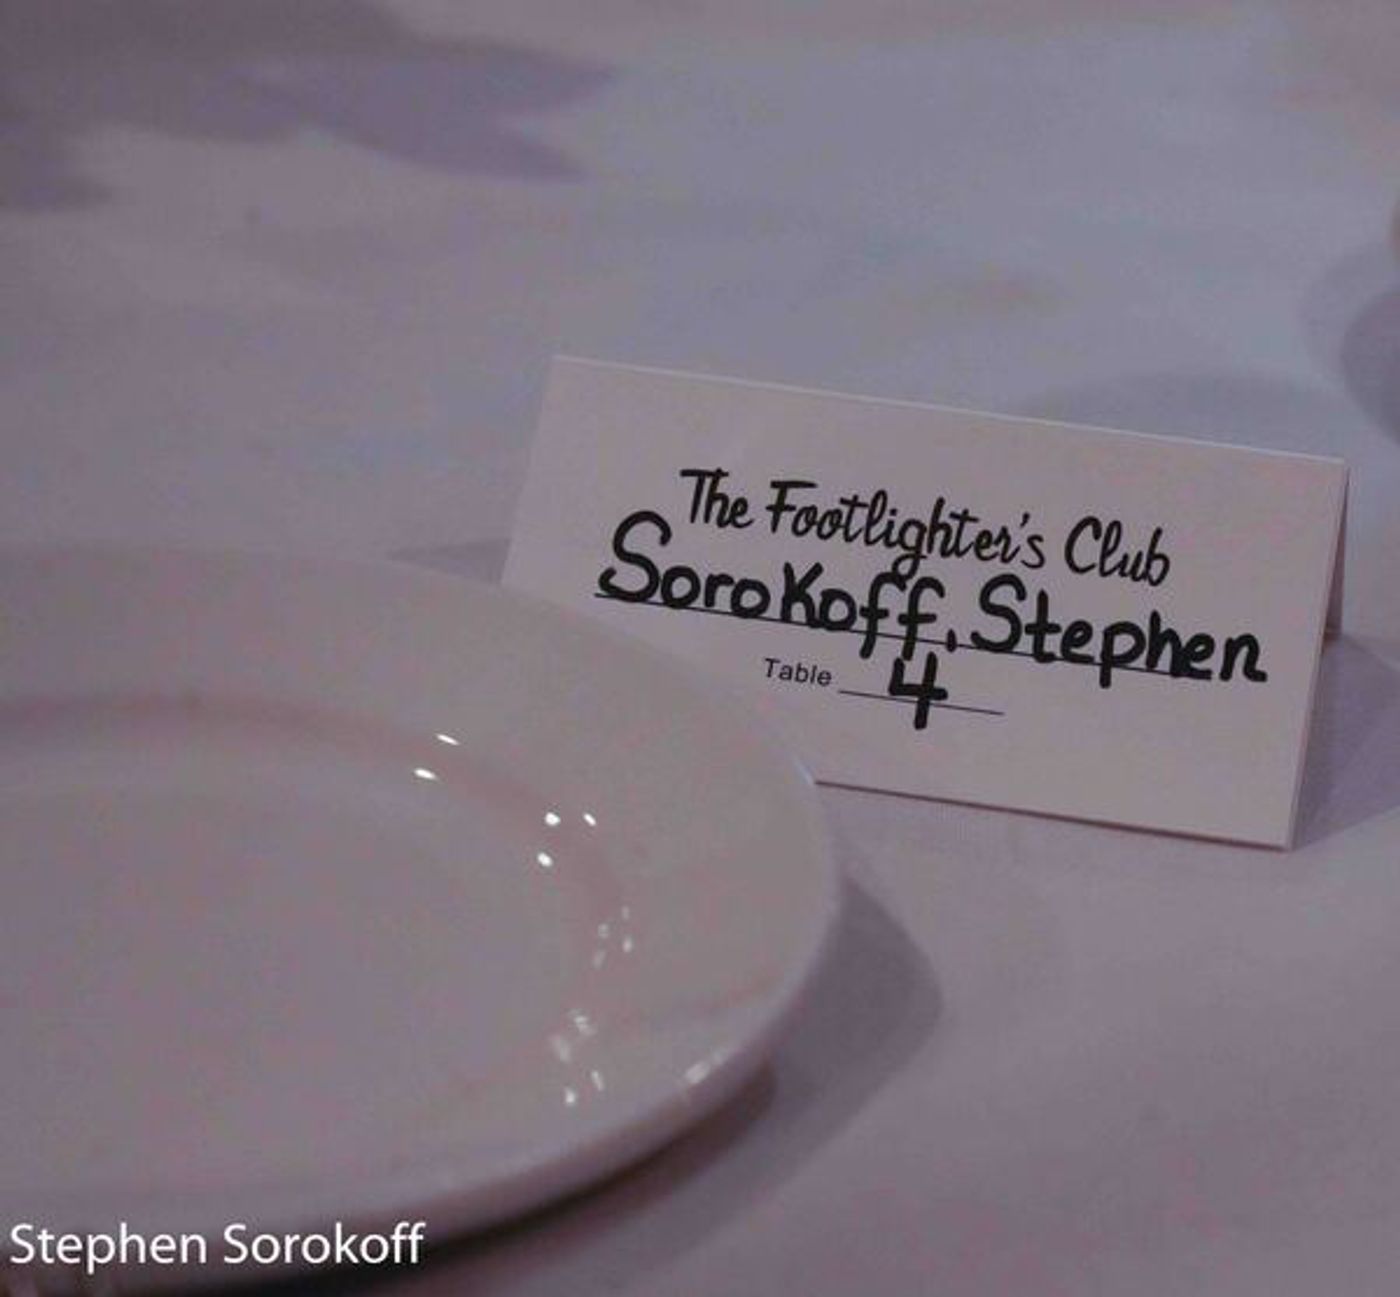 The Footlighter's Club
Sorokoff, Stephen
Table 4
Stephen Sorokoff